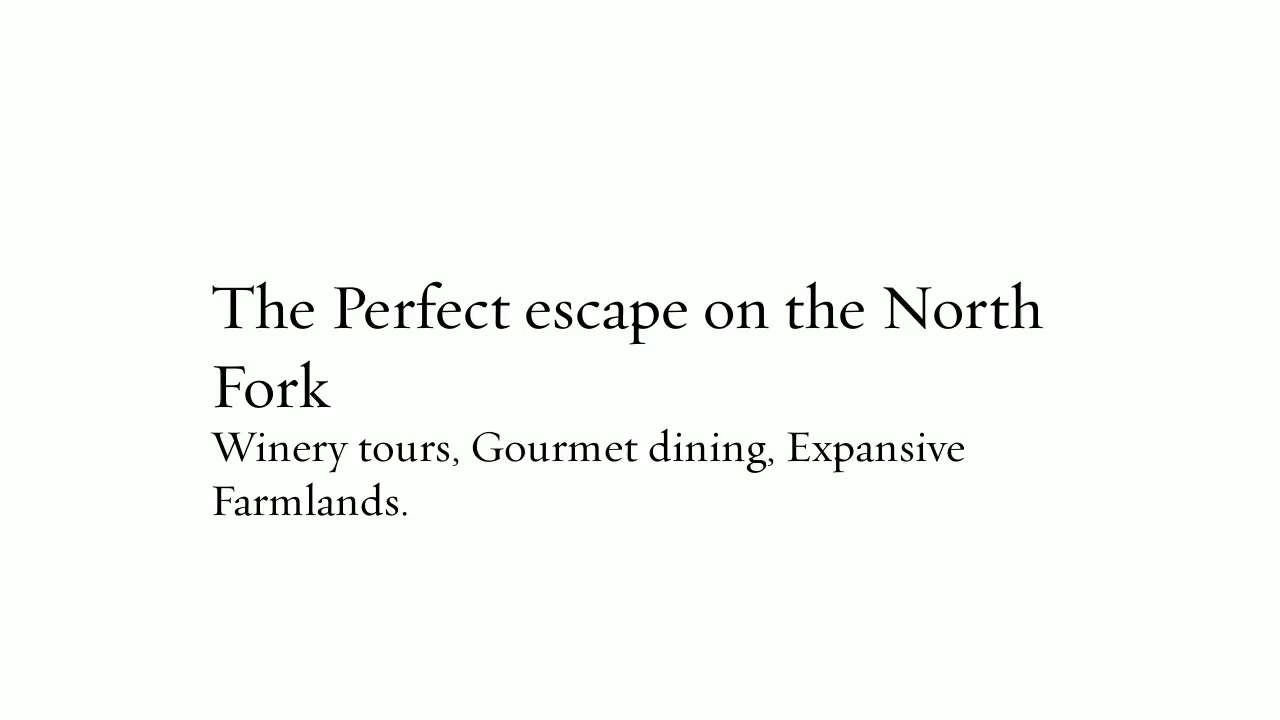 The Perfect escape on the North
Fork
Winery tours, Gourmet dining, Expansive
Farmlands.